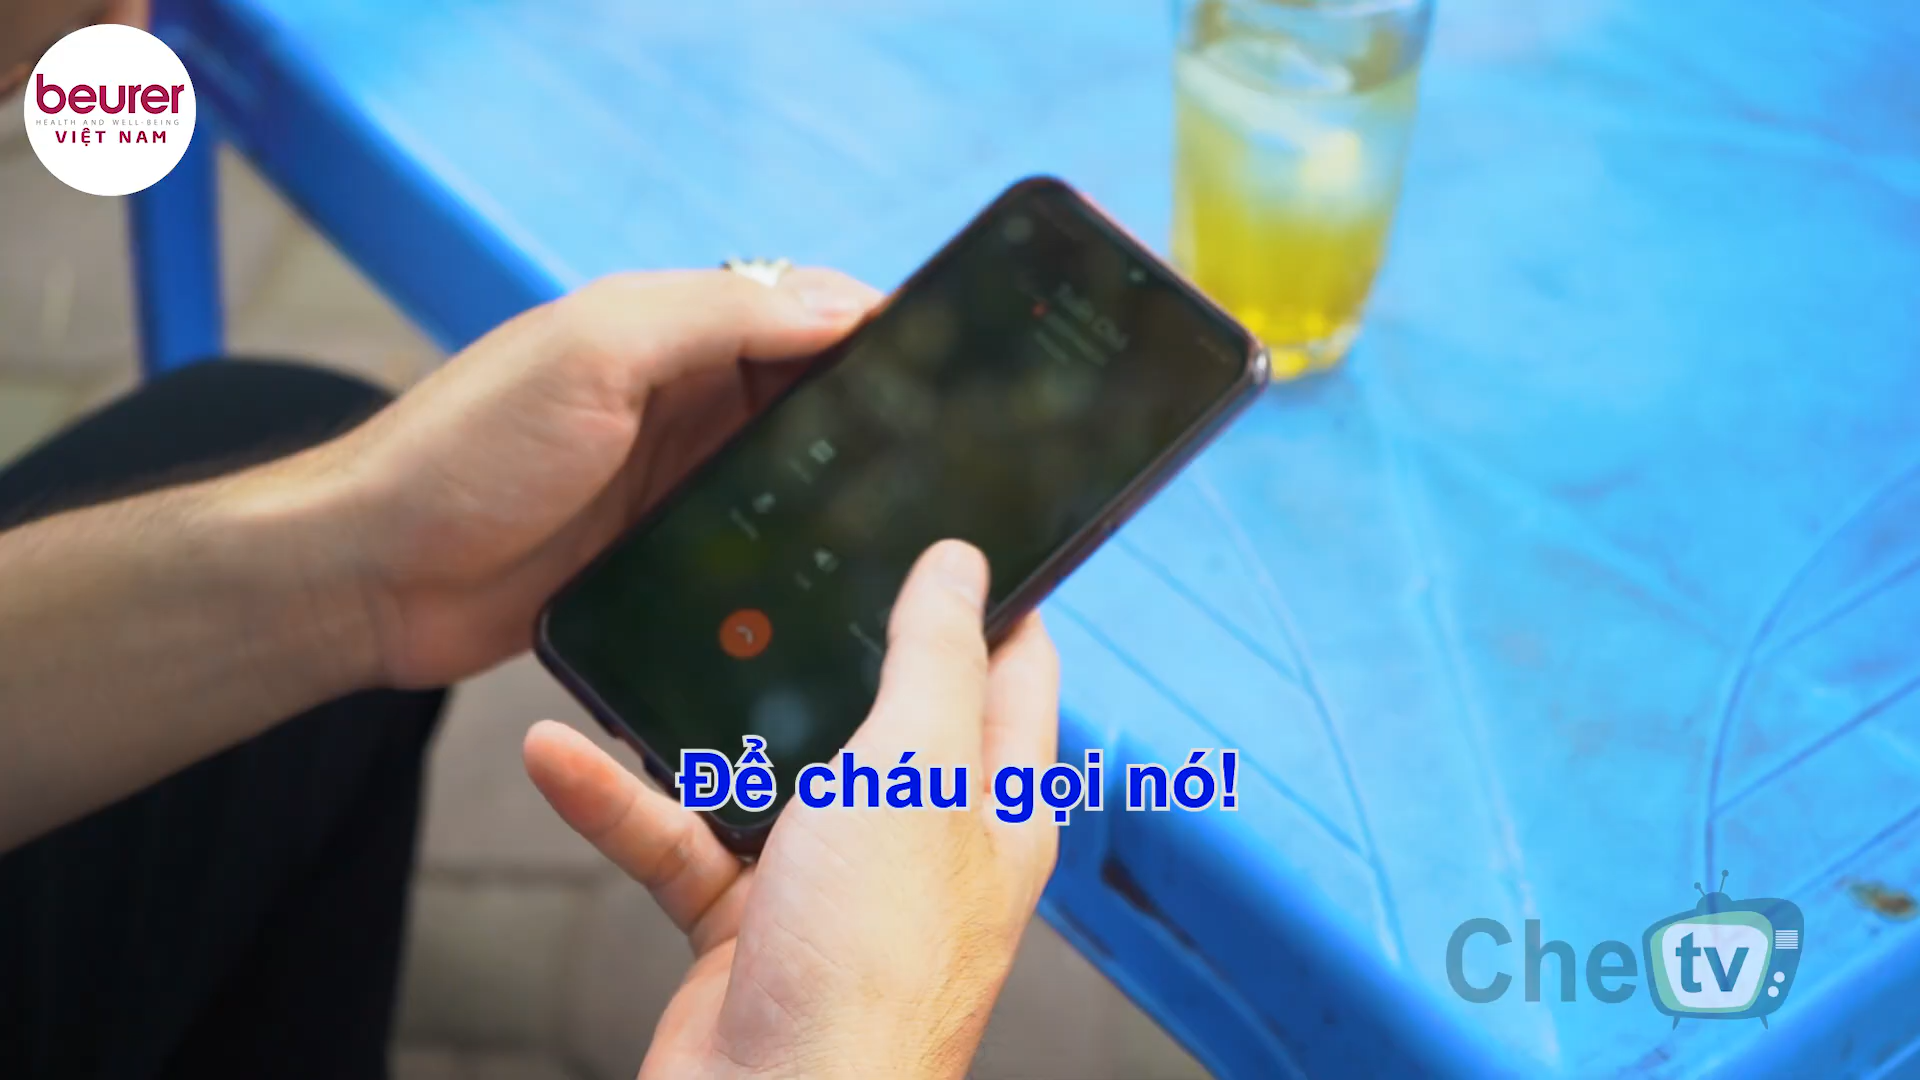 beurer
HEALTH AND WELL-BEING
VIỆT NAM
Để cháu gọi nó!
Che tv